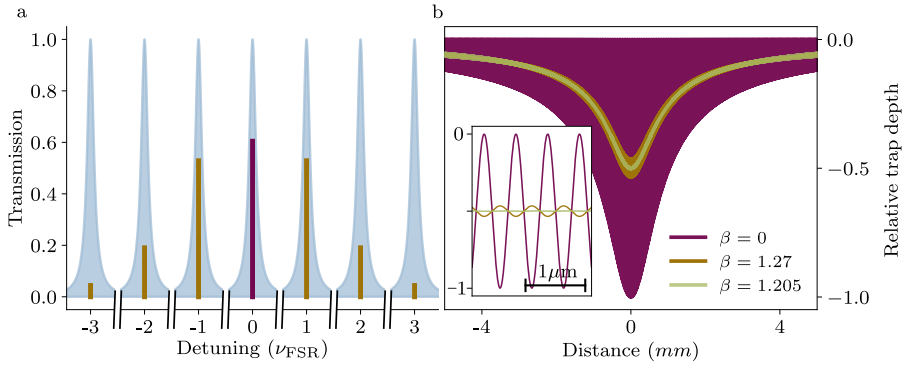 a
1.0
0.8
0.6
0.4
0.2
0.0
Transmission
-3 -2 -1 0 1 2 3
Detuning (νFSR)
b
0
−1
1μm
β = 0
β = 1.27
β = 1.205
-4 0 4
Distance (mm)
−0.0
−0.5
−1.0
Relative trap depth